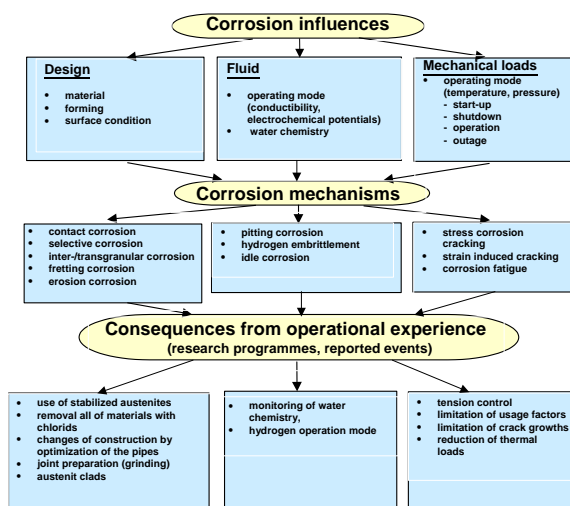 Corrosion influences
Design
• material
• forming
• surface condition
Fluid
• operating mode
(conductibility,
electrochemical potentials)
• water chemistry
Mechanical loads
• operating mode
(temperature, pressure)
- start-up
- shutdown
- operation
- outage
Corrosion mechanisms
• contact corrosion
• selective corrosion
• inter-/transgranular corrosion
• fretting corrosion
• erosion corrosion
• pitting corrosion
• hydrogen embrittlement
• idle corrosion
• stress corrosion
cracking
• strain induced cracking
• corrosion fatigue
Consequences from operational experience
(research programmes, reported events)
• use of stabilized austenites
• removal all of materials with
chlorids
• changes of construction by
optimization of the pipes
• joint preparation (grinding)
• austenit clads
• monitoring of water
chemistry,
• hydrogen operation mode
• tension control
• limitation of usage factors
• limitation of crack growths
• reduction of thermal
loads